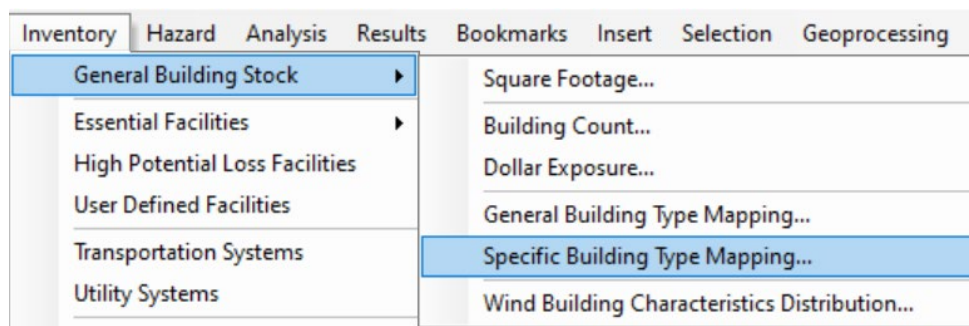 Inventory Hazard Analysis Results Bookmarks Insert Selection Geoprocessing
General Building Stock
Essential Facilities
High Potential Loss Facilities
User Defined Facilities
Transportation Systems
Utility Systems
Square Footage...
Building Count...
Dollar Exposure...
General Building Type Mapping...
Specific Building Type Mapping...
Wind Building Characteristics Distribution...